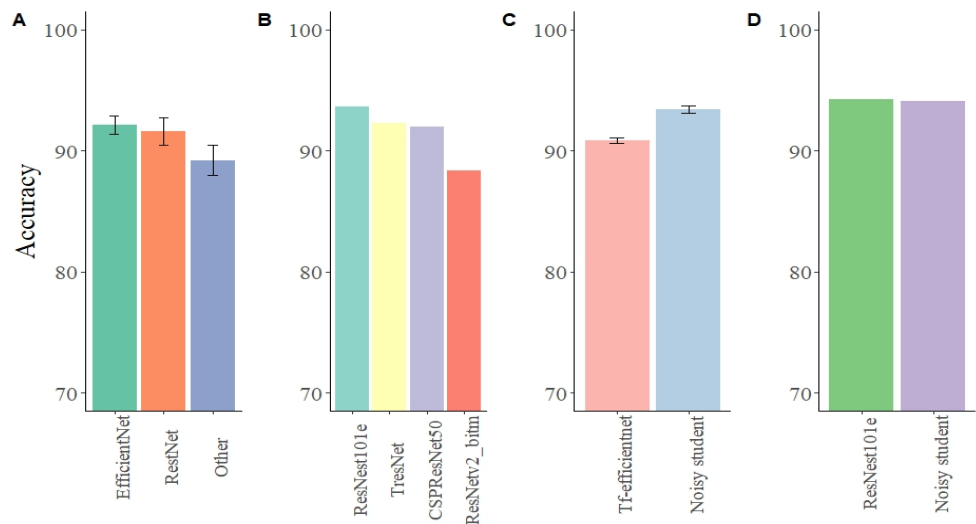 A
B
C
D
Accuracy
100
90
80
70
EfficientNet
RestNet
Other
100
90
80
70
ResNest101e
TresNet
CSPResNet50
ResNetv2_bitm
100
90
80
70
Tf-efficientnet
Noisy student
100
90
80
70
ResNest101e
Noisy student